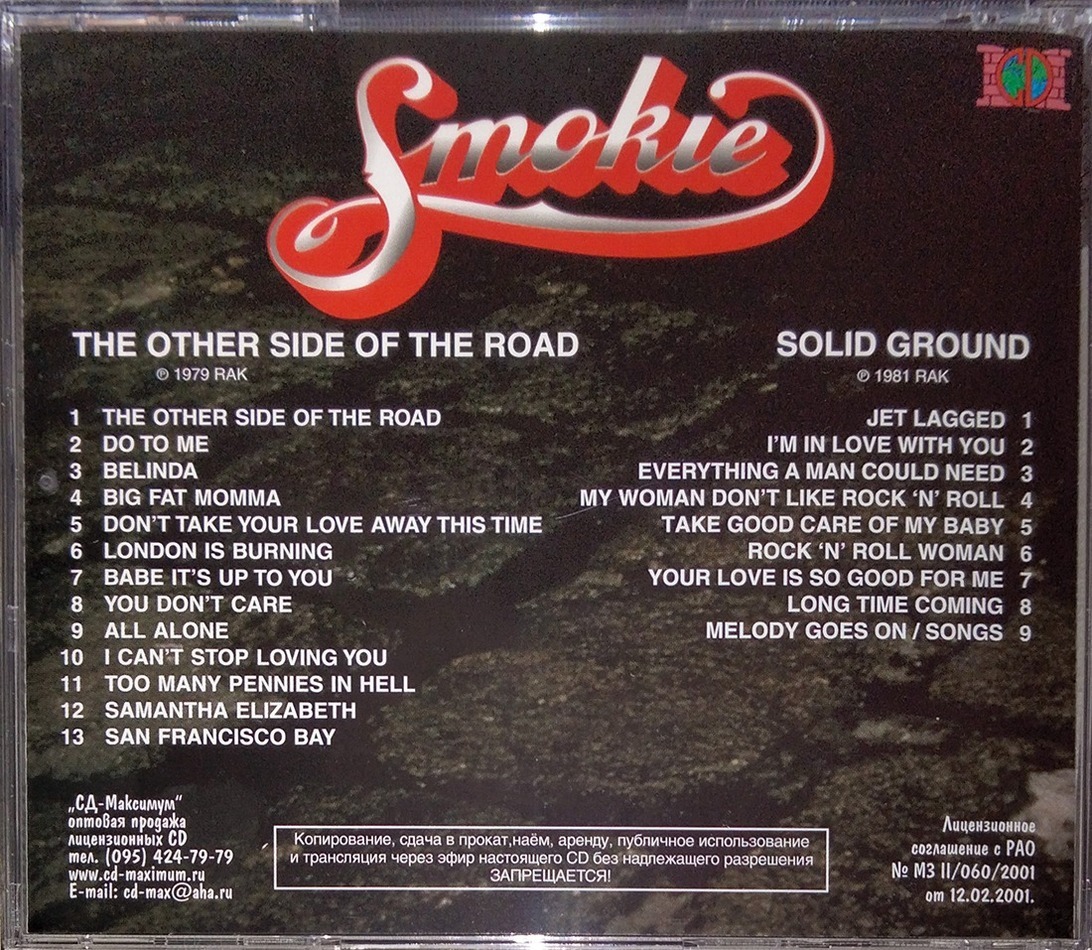 Smokie
CD
THE OTHER SIDE OF THE ROAD
℗ 1979 RAK
1 THE OTHER SIDE OF THE ROAD
2 DO TO ME
3 BELINDA
4 BIG FAT MOMMA
5 DON'T TAKE YOUR LOVE AWAY THIS TIME
6 LONDON IS BURNING
7 BABE IT'S UP TO YOU
8 YOU DON'T CARE
9 ALL ALONE
10 I CAN'T STOP LOVING YOU
11 TOO MANY PENNIES IN HELL
12 SAMANTHA ELIZABETH
13 SAN FRANCISCO BAY
SOLID GROUND
℗ 1981 RAK
JET LAGGED 1
I'M IN LOVE WITH YOU 2
EVERYTHING A MAN COULD NEED 3
MY WOMAN DON'T LIKE ROCK ‘N’ ROLL 4
TAKE GOOD CARE OF MY BABY 5
ROCK ‘N’ ROLL WOMAN 6
YOUR LOVE IS SO GOOD FOR ME 7
LONG TIME COMING 8
MELODY GOES ON / SONGS 9
„СД-Максимум“
оптовая продажа
лицензионных CD
тел. (095) 424-79-79
www.cd-maximum.ru
E-mail: cd-max@aha.ru
Копирование, сдача в прокат,наём, аренду, публичное использование
и трансляция через эфир настоящего CD без надлежащего разрешения
ЗАПРЕЩАЕТСЯ!
Лицензионное
соглашение с РАО
№ МЗ II/060/2001
от 12.02.2001.